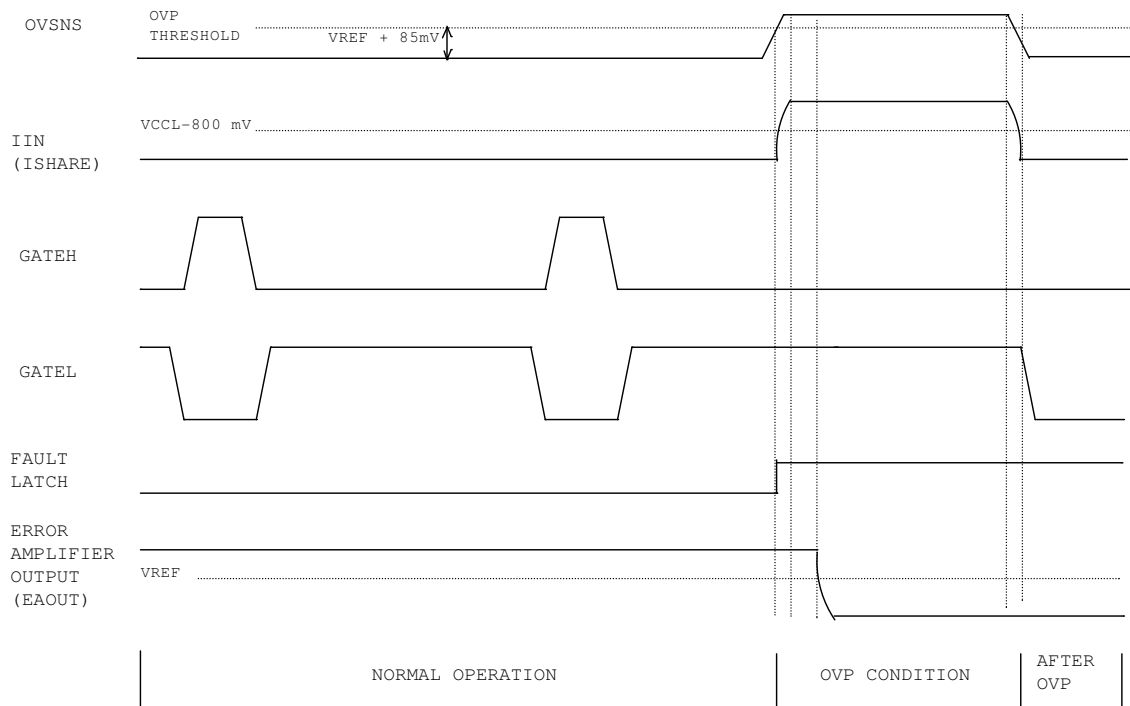 OVSNS
OVP
THRESHOLD
VREF + 85mV
VCCL-800 mV
IIN
(ISHARE)
GATEH
GATEL
FAULT
LATCH
ERROR
AMPLIFIER
OUTPUT
(EAOUT)
VREF
NORMAL OPERATION
OVP CONDITION
AFTER
OVP